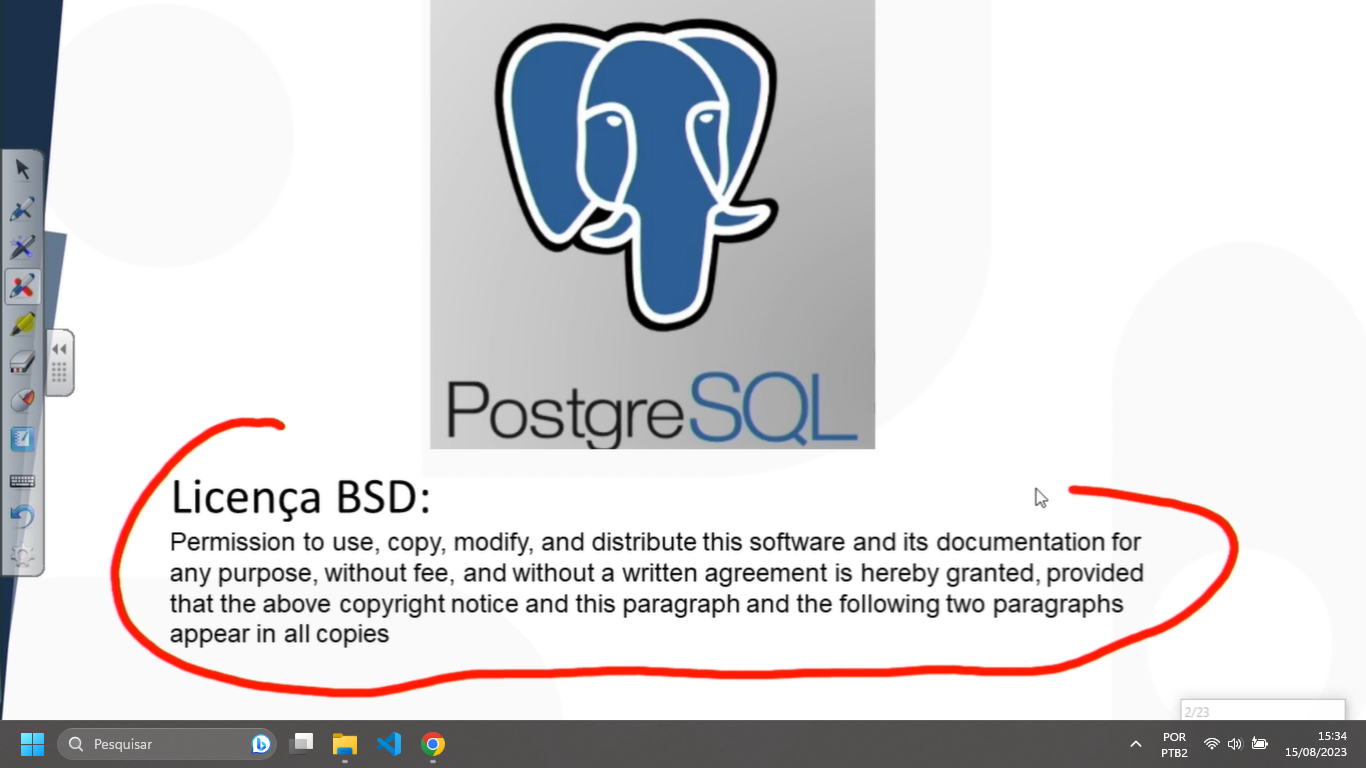 PostgreSQL
Licença BSD:
Permission to use, copy, modify, and distribute this software and its documentation for
any purpose, without fee, and without a written agreement is hereby granted, provided
that the above copyright notice and this paragraph and the following two paragraphs
appear in all copies
2/23
Pesquisar
POR
PTB2
15:34
15/08/2023